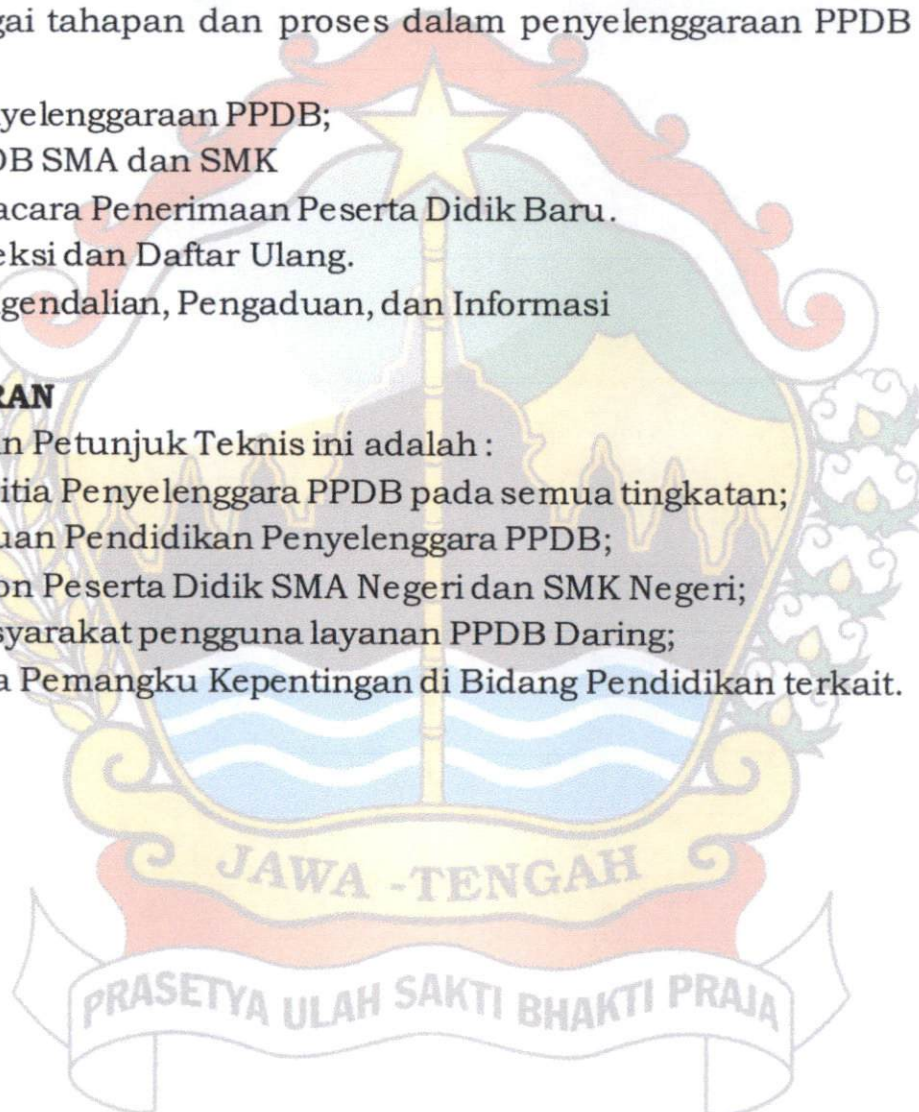 gai tahapan dan proses dalam penyelenggaraan PPDB
yelenggaraan PPDB;
DB SMA dan SMK
acara Penerimaan Peserta Didik Baru.
eksi dan Daftar Ulang.
gendalian, Pengaduan, dan Informasi
RAN
n Petunjuk Teknis ini adalah :
itia Penyelenggara PPDB pada semua tingkatan;
uan Pendidikan Penyelenggara PPDB;
on Peserta Didik SMA Negeri dan SMK Negeri;
syarakat pengguna layanan PPDB Daring;
a Pemangku Kepentingan di Bidang Pendidikan terkait.
JAWA -TENGAH
PRASETYA ULAH SAKTI BHAKTI PRAJA